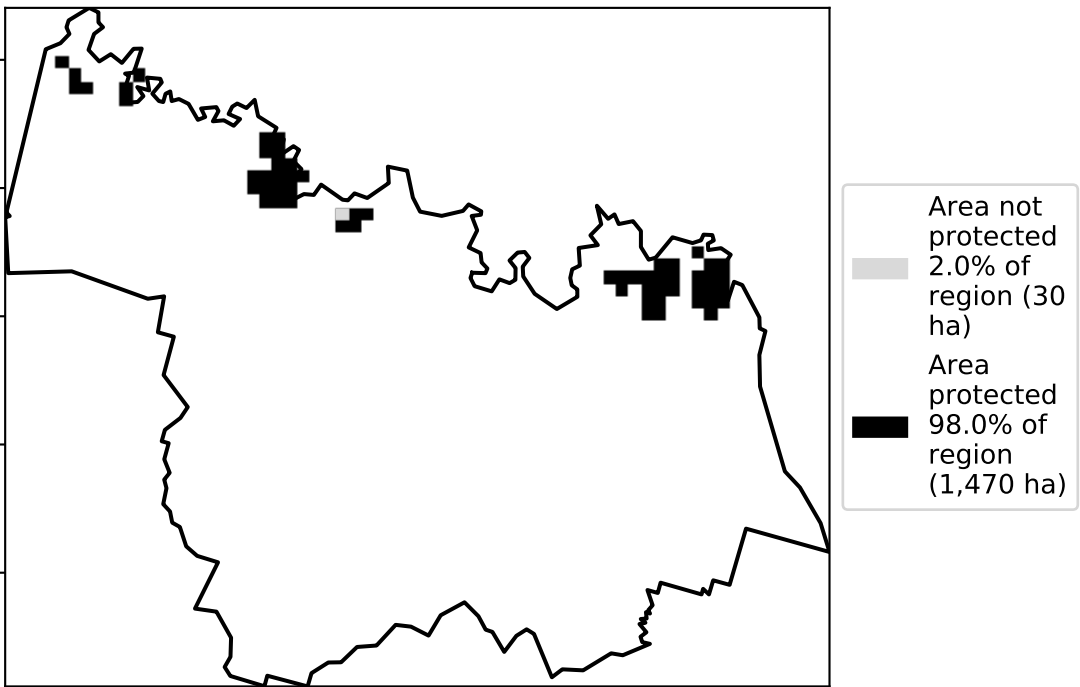 Area not
protected
2.0% of
region (30
ha)
Area
protected
98.0% of
region
(1,470 ha)